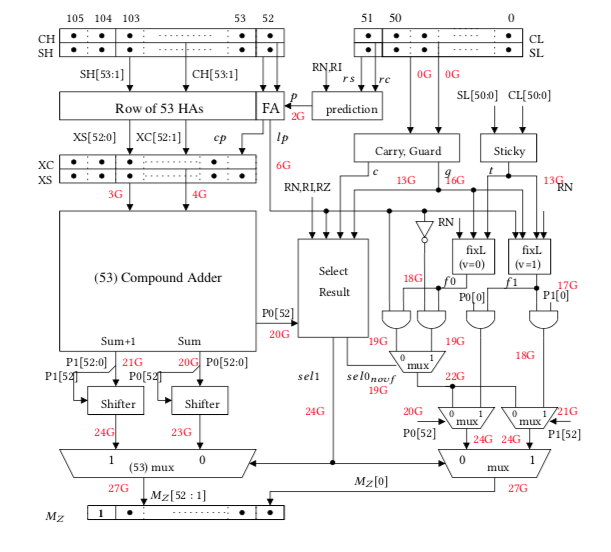 105 104 103 53 52 51 50 0
CH CL
SH SL
SH[53:1] CH[53:1] RN,RI rs rc 0G 0G SL[50:0] CL[50:0]
Row of 53 HAs FA p 2G prediction
XS[52:0] XC[52:1] cp lp Carry, Guard Sticky
XC 6G c g t
XS 13G 16G 13G
3G 4G RN,RI,RZ RN
RN
(53) Compound Adder Select Result
fixL (v=0) fixL (v=1)
18G f0 f1 17G
P0[52] P0[0] P1[0]
20G 19G 19G 18G
Sum+1 Sum
P1[52:0] 21G 20G P0[52:0] 0 1 mux
P1[52] P0[52] sel1 sel0novf 22G
19G
Shifter Shifter 24G 20G 0 1 mux 0 1 mux 21G
24G 23G P0[52] 24G 24G P1[52]
1 (53) mux 0 0 mux 1
27G MZ[52 : 1] MZ[0] 27G
MZ 1